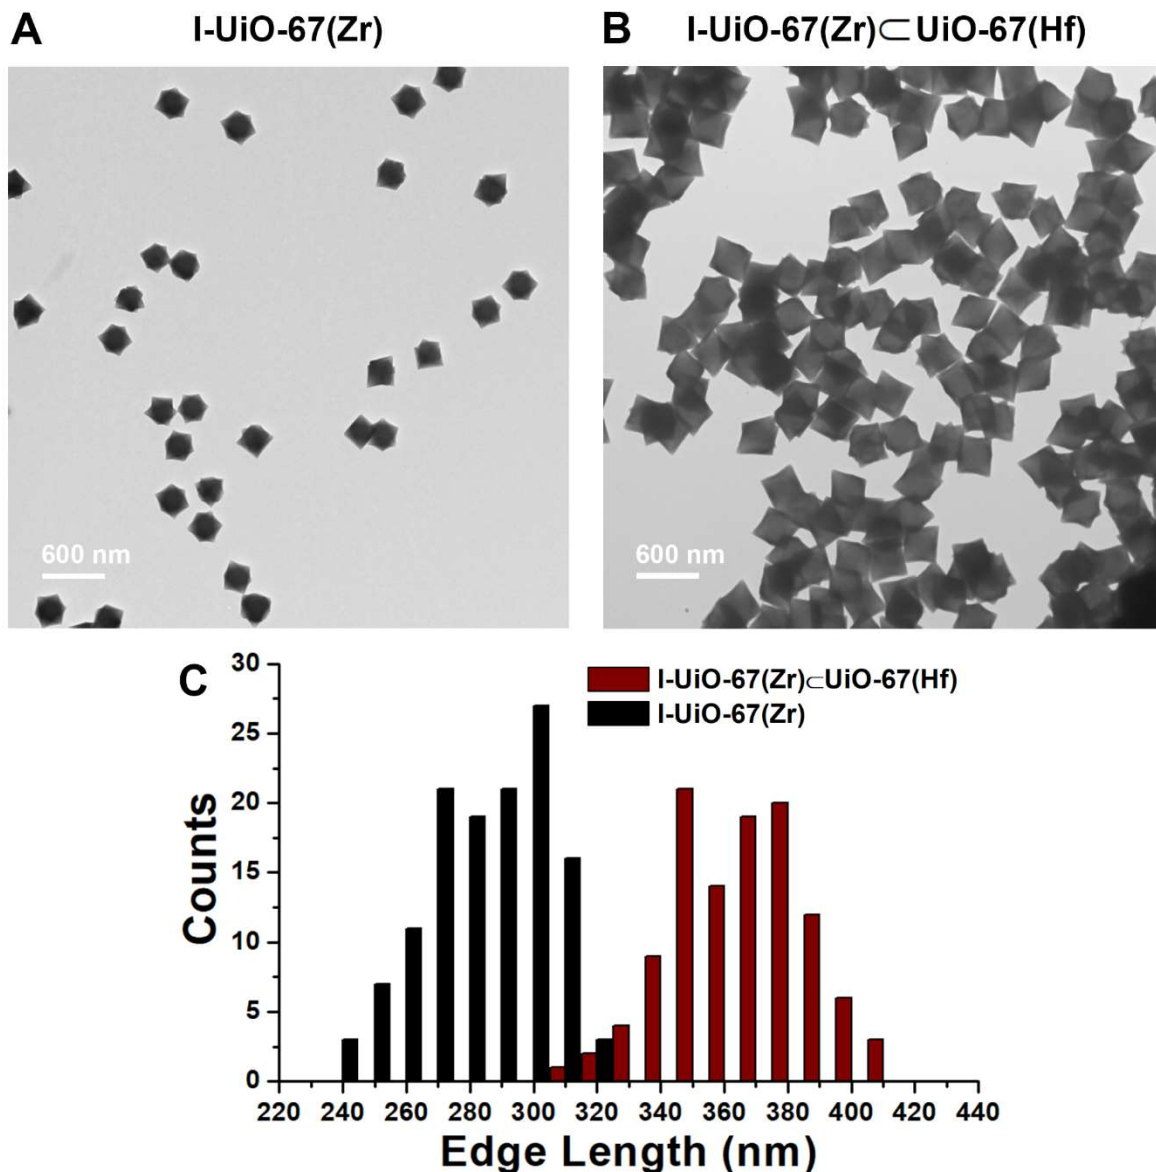 A I-UiO-67(Zr)
B I-UiO-67(Zr)⊂UiO-67(Hf)
600 nm
600 nm
C
I-UiO-67(Zr)⊂UiO-67(Hf)
I-UiO-67(Zr)
Counts
30
25
20
15
10
5
0
220 240 260 280 300 320 340 360 380 400 420 440
Edge Length (nm)